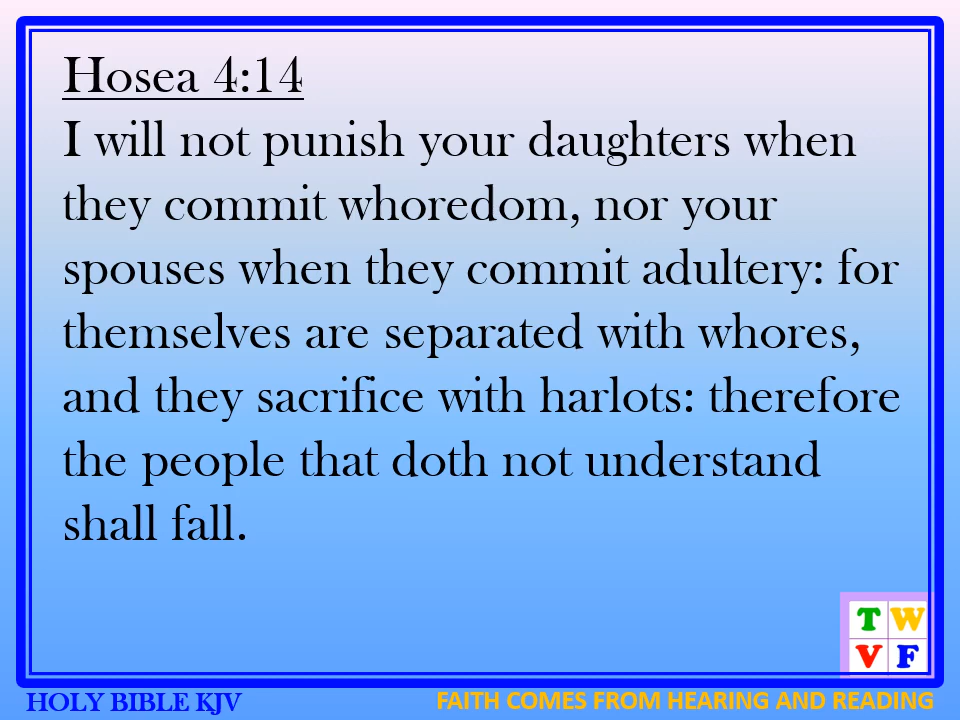 Hosea 4:14
I will not punish your daughters when
they commit whoredom, nor your
spouses when they commit adultery: for
themselves are separated with whores,
and they sacrifice with harlots: therefore
the people that doth not understand
shall fall.
T W
V F
HOLY BIBLE KJV
FAITH COMES FROM HEARING AND READING